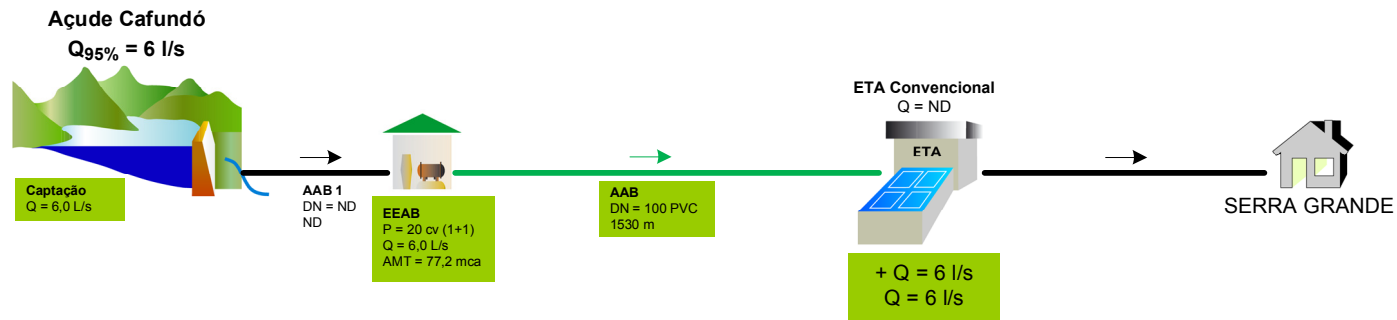 Açude Cafundó
Q95% = 6 l/s
Captação
Q = 6,0 L/s
AAB 1
DN = ND
ND
EEAB
P = 20 cv (1+1)
Q = 6,0 L/s
AMT = 77,2 mca
AAB
DN = 100 PVC
1530 m
ETA Convencional
Q = ND
ETA
+ Q = 6 l/s
Q = 6 l/s
SERRA GRANDE